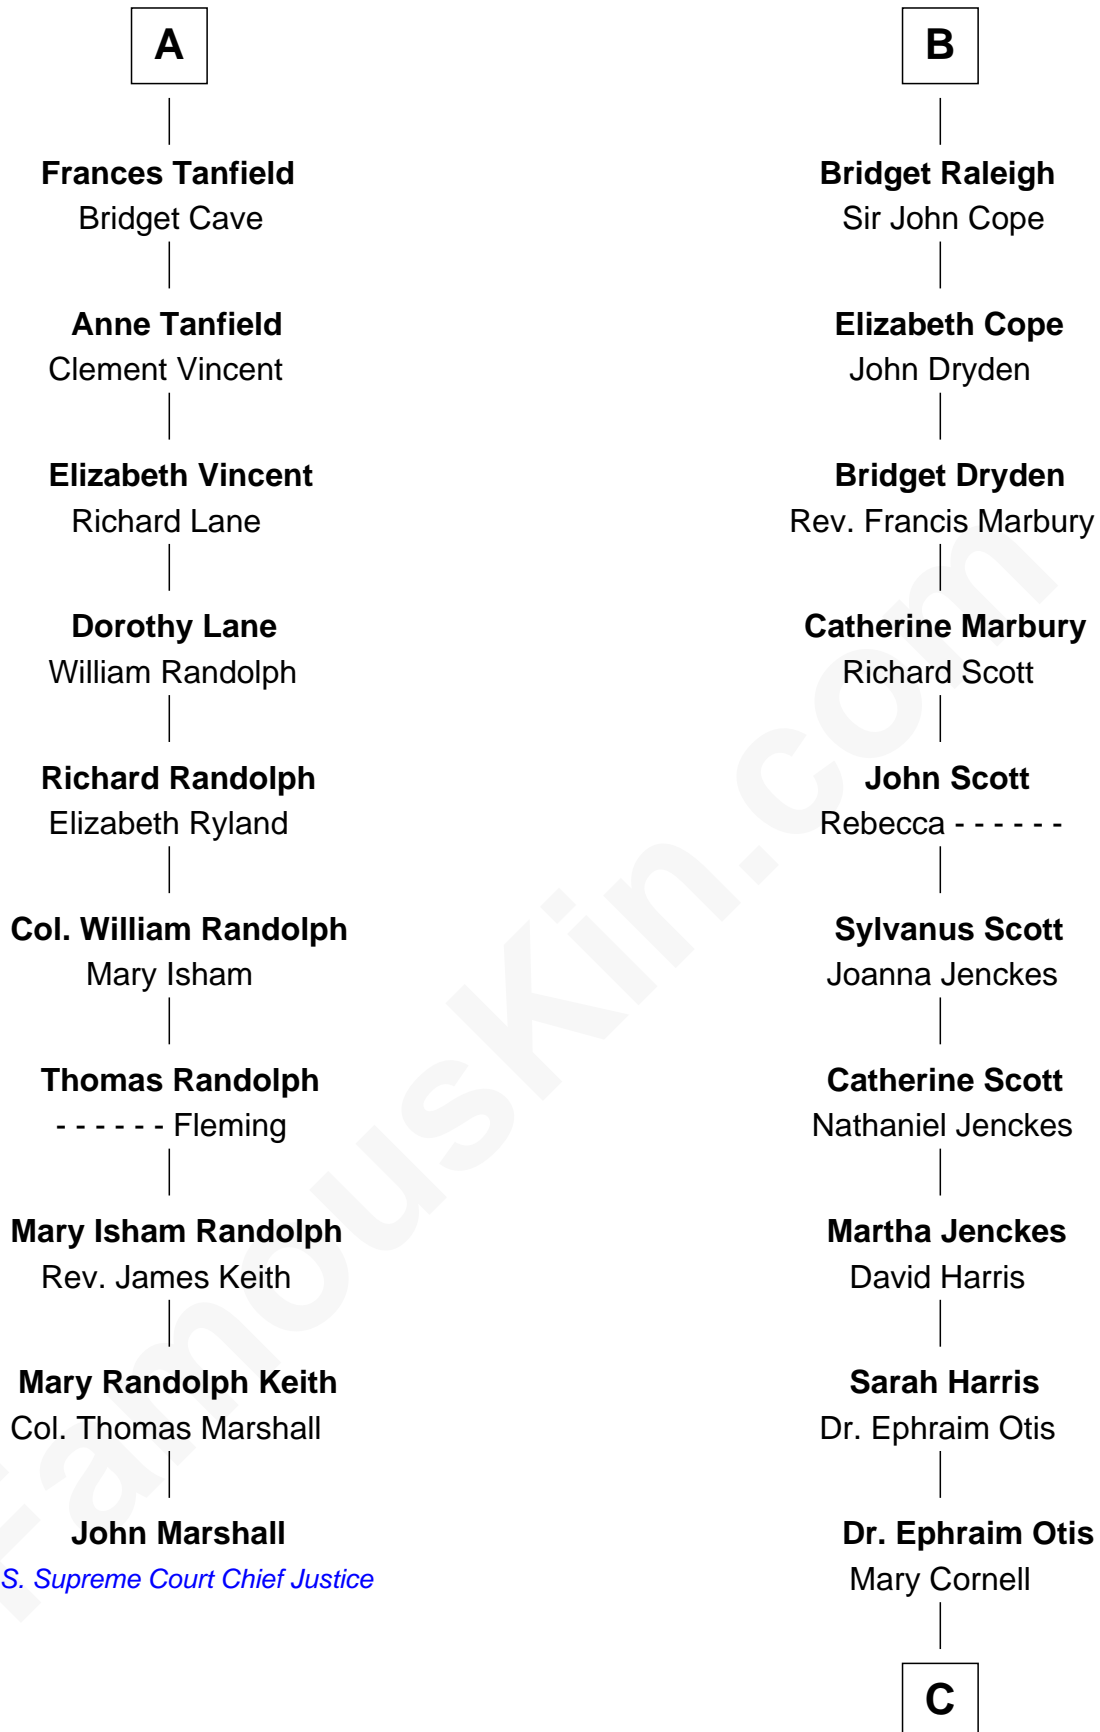 A
Frances Tanfield
Bridget Cave
Anne Tanfield
Clement Vincent
Elizabeth Vincent
Richard Lane
Dorothy Lane
William Randolph
Richard Randolph
Elizabeth Ryland
Col. William Randolph
Mary Isham
Thomas Randolph
- - - - - - Fleming
Mary Isham Randolph
Rev. James Keith
Mary Randolph Keith
Col. Thomas Marshall
John Marshall
S. Supreme Court Chief Justice
B
Bridget Raleigh
Sir John Cope
Elizabeth Cope
John Dryden
Bridget Dryden
Rev. Francis Marbury
Catherine Marbury
Richard Scott
John Scott
Rebecca - - - - - -
Sylvanus Scott
Joanna Jenckes
Catherine Scott
Nathaniel Jenckes
Martha Jenckes
David Harris
Sarah Harris
Dr. Ephraim Otis
Dr. Ephraim Otis
Mary Cornell
C
FamousKin.com